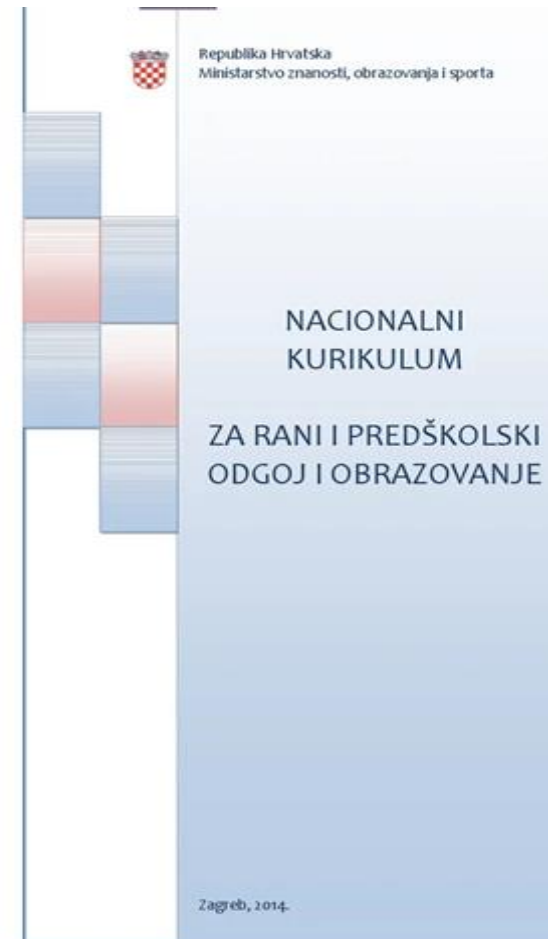 Republika Hrvatska
Ministarstvo znanosti, obrazovanja i sporta
NACIONALNI
KURIKULUM
ZA RANI I PREDŠKOLSKI
ODGOJ I OBRAZOVANJE
Zagreb, 2014.